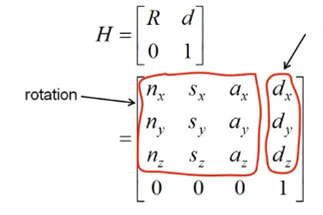 H = [ R d
0 1 ]
rotation
= [ n_x s_x a_x d_x
n_y s_y a_y d_y
n_z s_z a_z d_z
0 0 0 1 ]